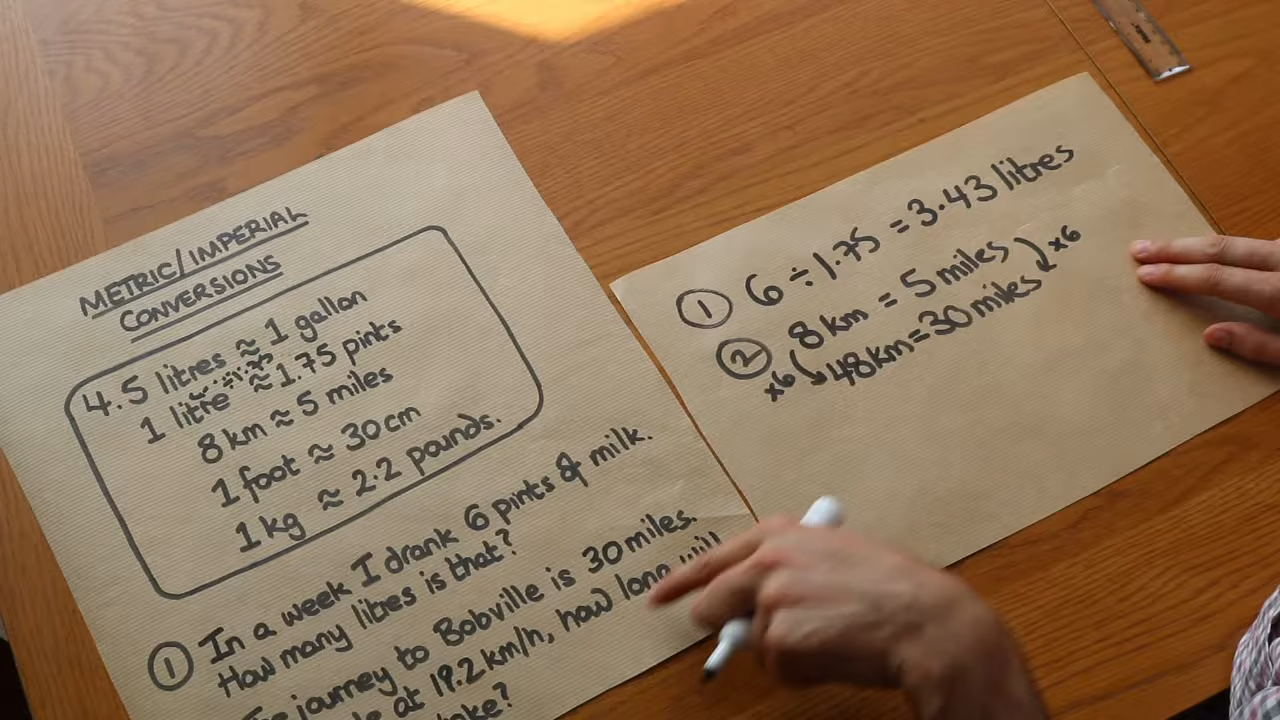 METRIC/IMPERIAL
CONVERSIONS
4.5 litres ≈ 1 gallon
1 litre ≈ 1.75 pints
8 km ≈ 5 miles
1 foot ≈ 30 cm
1 kg ≈ 2.2 pounds.
① In a week I drank 6 pints of milk.
How many litres is that?
journey to Bobville is 30 miles.
at 19.2 km/h, how long will
① 6 ÷ 1.75 = 3.43 litres
② 8 km = 5 miles ×6
×6 48 km = 30 miles